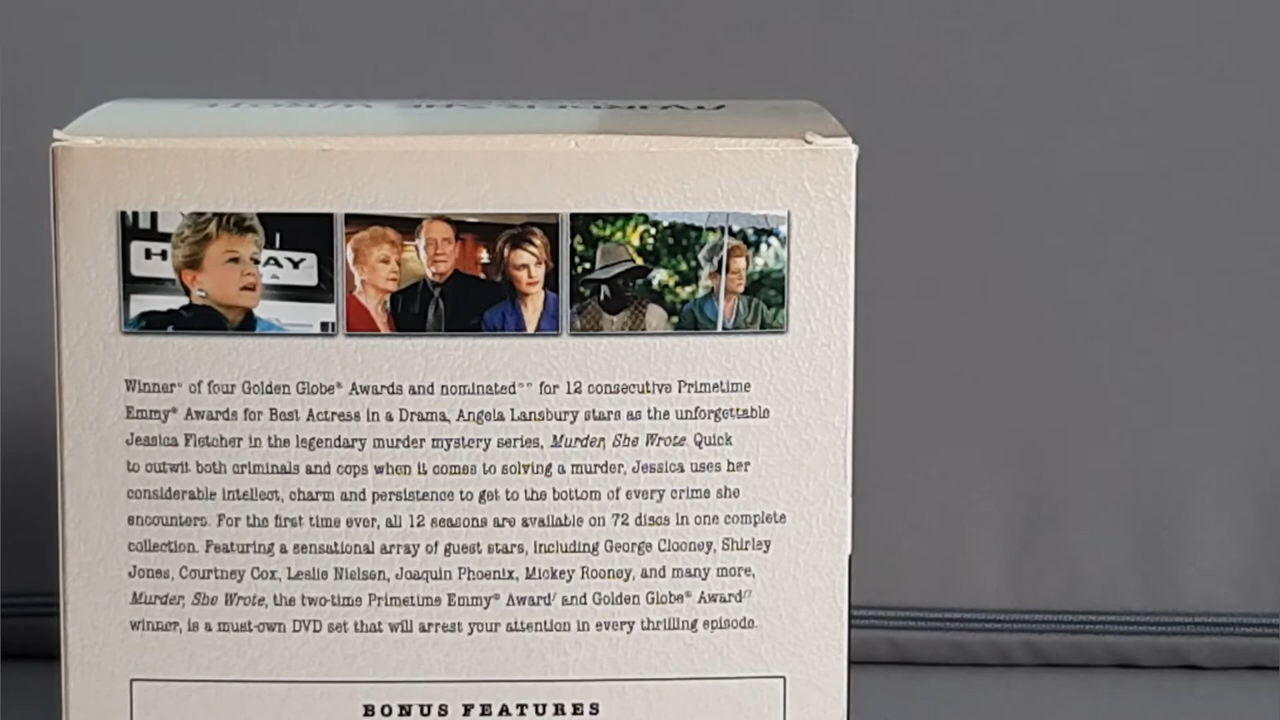 H AY
Winner* of four Golden Globe® Awards and nominated** for 12 consecutive Primetime
Emmy® Awards for Best Actress in a Drama, Angela Lansbury stars as the unforgettable
Jessica Fletcher in the legendary murder mystery series, Murder, She Wrote. Quick
to outwit both criminals and cops when it comes to solving a murder, Jessica uses her
considerable intellect, charm and persistence to get to the bottom of every crime she
encounters. For the first time ever, all 12 seasons are available on 72 discs in one complete
collection. Featuring a sensational array of guest stars, including George Clooney, Shirley
Jones, Courtney Cox, Leslie Nielsen, Joaquin Phoenix, Mickey Rooney, and many more,
Murder, She Wrote, the two-time Primetime Emmy® Award† and Golden Globe® Award††
winner, is a must-own DVD set that will arrest your attention in every thrilling episode.
BONUS FEATURES